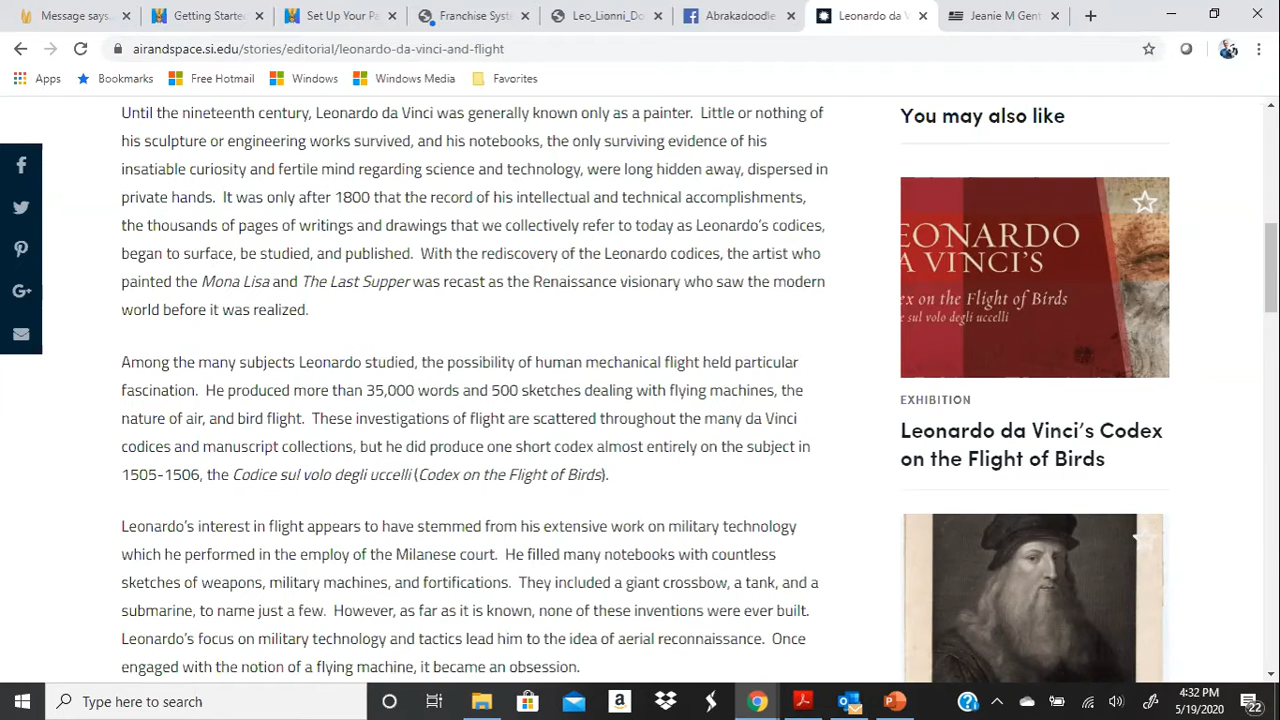 Message says
Getting Starte
Set Up Your Pa
Franchise Syst
Leo_Lionni_Do
Abrakadoodle
Leonardo da V
Jeanie M Gent
airandspace.si.edu/stories/editorial/leonardo-da-vinci-and-flight
Apps
Bookmarks
Free Hotmail
Windows
Windows Media
Favorites
Until the nineteenth century, Leonardo da Vinci was generally known only as a painter. Little or nothing of
his sculpture or engineering works survived, and his notebooks, the only surviving evidence of his
insatiable curiosity and fertile mind regarding science and technology, were long hidden away, dispersed in
private hands. It was only after 1800 that the record of his intellectual and technical accomplishments,
the thousands of pages of writings and drawings that we collectively refer to today as Leonardo's codices,
began to surface, be studied, and published. With the rediscovery of the Leonardo codices, the artist who
painted the Mona Lisa and The Last Supper was recast as the Renaissance visionary who saw the modern
world before it was realized.
Among the many subjects Leonardo studied, the possibility of human mechanical flight held particular
fascination. He produced more than 35,000 words and 500 sketches dealing with flying machines, the
nature of air, and bird flight. These investigations of flight are scattered throughout the many da Vinci
codices and manuscript collections, but he did produce one short codex almost entirely on the subject in
1505-1506, the Codice sul volo degli uccelli (Codex on the Flight of Birds).
Leonardo's interest in flight appears to have stemmed from his extensive work on military technology
which he performed in the employ of the Milanese court. He filled many notebooks with countless
sketches of weapons, military machines, and fortifications. They included a giant crossbow, a tank, and a
submarine, to name just a few. However, as far as it is known, none of these inventions were ever built.
Leonardo's focus on military technology and tactics lead him to the idea of aerial reconnaissance. Once
engaged with the notion of a flying machine, it became an obsession.
You may also like
EONARDO
A VINCI'S
ex on the Flight of Birds
e sul volo degli uccelli
EXHIBITION
Leonardo da Vinci's Codex
on the Flight of Birds
Type here to search
4:32 PM
5/19/2020
22